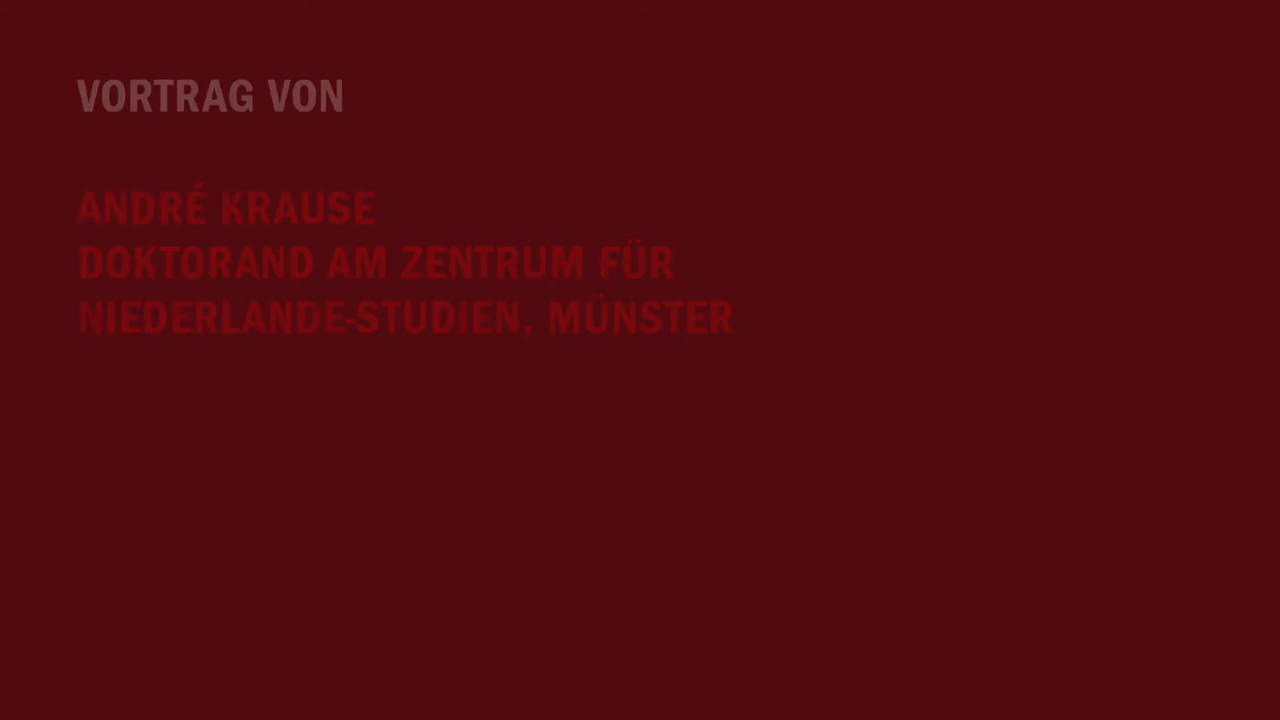 VORTRAG VON
ANDRÉ KRAUSE
DOKTORAND AM ZENTRUM FÜR
NIEDERLANDE-STUDIEN, MÜNSTER